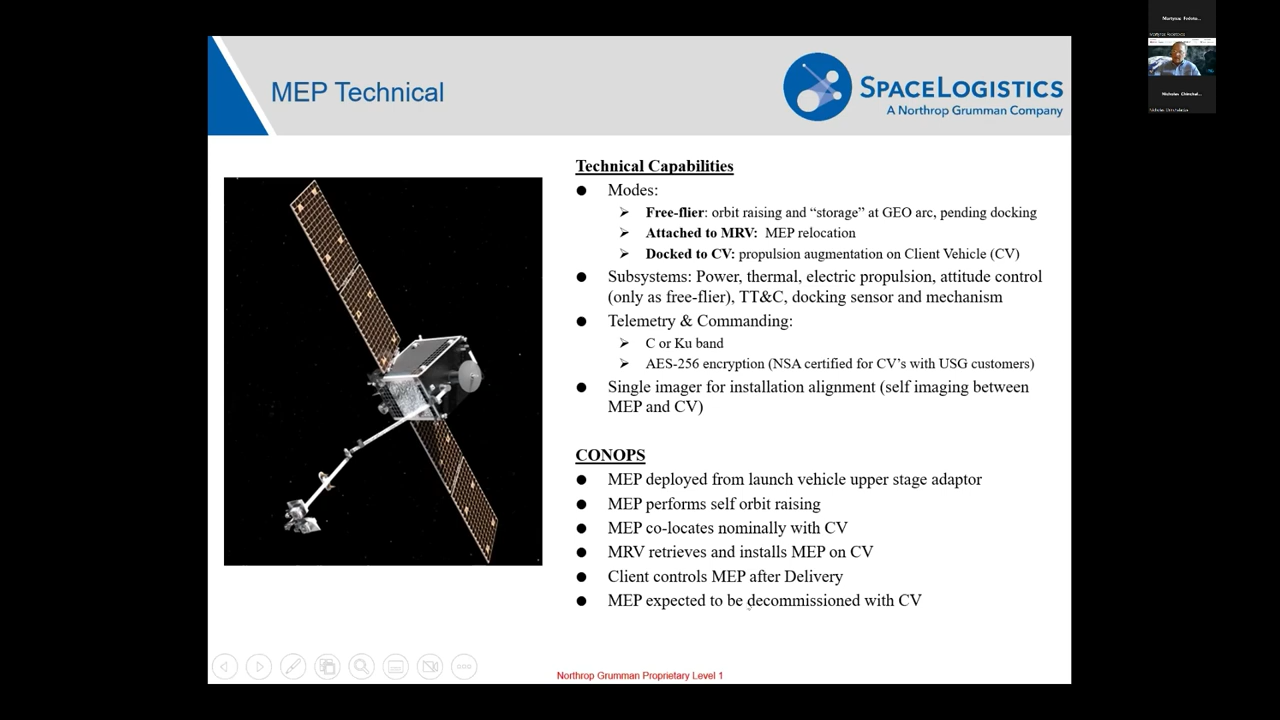 MEP Technical
SPACELOGISTICS
A Northrop Grumman Company
Technical Capabilities
● Modes:
➢ Free-flier: orbit raising and “storage” at GEO arc, pending docking
➢ Attached to MRV: MEP relocation
➢ Docked to CV: propulsion augmentation on Client Vehicle (CV)
● Subsystems: Power, thermal, electric propulsion, attitude control
(only as free-flier), TT&C, docking sensor and mechanism
● Telemetry & Commanding:
➢ C or Ku band
➢ AES-256 encryption (NSA certified for CV’s with USG customers)
● Single imager for installation alignment (self imaging between
MEP and CV)
CONOPS
● MEP deployed from launch vehicle upper stage adaptor
● MEP performs self orbit raising
● MEP co-locates nominally with CV
● MRV retrieves and installs MEP on CV
● Client controls MEP after Delivery
● MEP expected to be decommissioned with CV
Northrop Grumman Proprietary Level 1